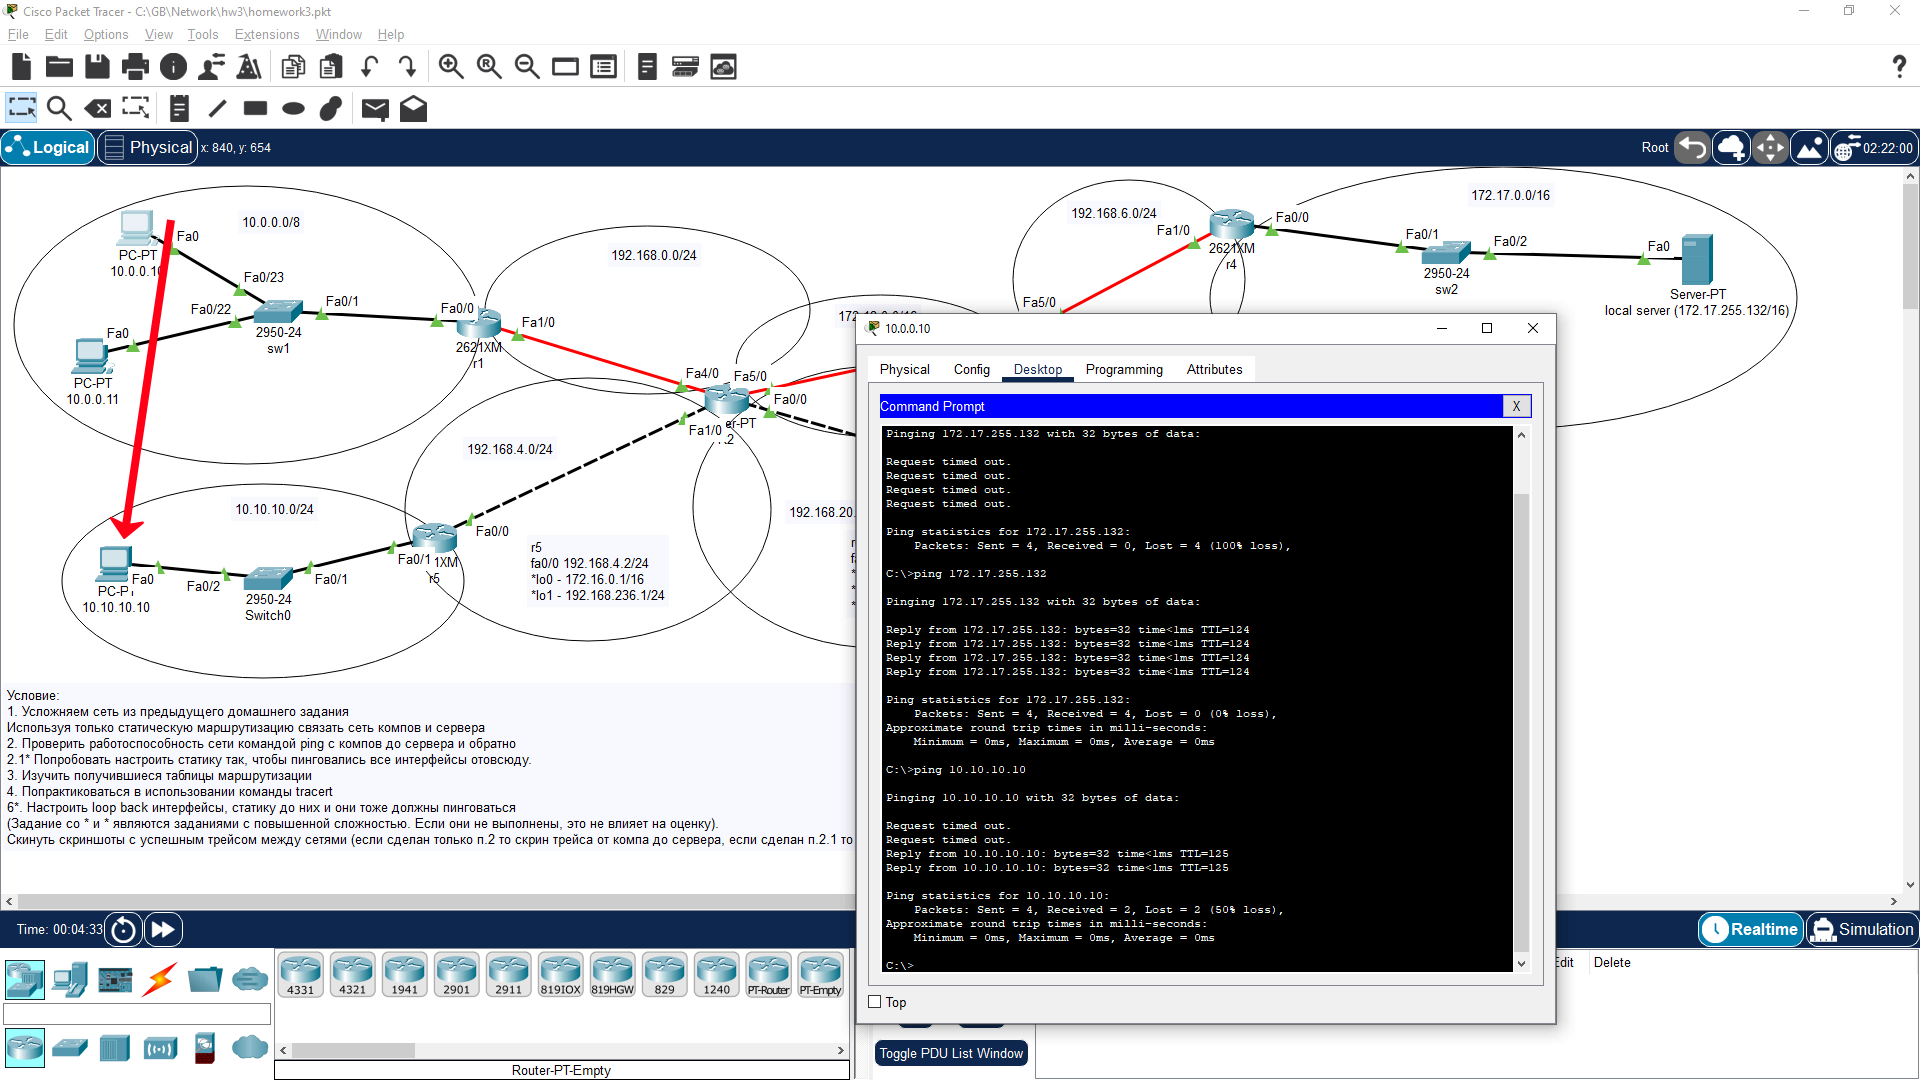 Cisco Packet Tracer - C:\GB\Network\hw3\homework3.pkt
File Edit Options View Tools Extensions Window Help
Logical Physical x: 840, y: 654 Root 02:22:00
10.0.0.0/8
PC-PT
10.0.0.10
Fa0
Fa0/23
Fa0/22
Fa0/1
2950-24
sw1
Fa0
PC-PT
10.0.0.11
Fa0/0
2621XM
r1
Fa1/0
192.168.0.0/24
Fa4/0
Fa5/0
Fa0/0
Fa1/0
192.168.4.0/24
10.10.10.0/24
Fa0
10.10.10.10
Fa0/2
2950-24
Switch0
Fa0/1
Fa0/1
r5
Fa0/0
r5
fa0/0 192.168.4.2/24
*lo0 - 172.16.0.1/16
*lo1 - 192.168.236.1/24
192.168.20.
192.168.6.0/24
Fa1/0
Fa5/0
2621XM
r4
Fa0/0
172.17.0.0/16
Fa0/1
2950-24
sw2
Fa0/2
Fa0
Server-PT
local server (172.17.255.132/16)
Условие:
1. Усложняем сеть из предыдущего домашнего задания
Используя только статическую маршрутизацию связать сеть компов и сервера
2. Проверить работоспособность сети командой ping с компов до сервера и обратно
2.1* Попробовать настроить статику так, чтобы пинговались все интерфейсы отовсюду.
3. Изучить получившиеся таблицы маршрутизации
4. Попрактиковаться в использовании команды tracert
6*. Настроить loop back интерфейсы, статику до них и они тоже должны пинговаться
(Задание со * и * являются заданиями с повышенной сложностью. Если они не выполнены, это не влияет на оценку).
Скинуть скриншоты с успешным трейсом между сетями (если сделан только п.2 то скрин трейса от компа до сервера, если сделан п.2.1 то
10.0.0.10
Physical Config Desktop Programming Attributes
Command Prompt X
Pinging 172.17.255.132 with 32 bytes of data:
Request timed out.
Request timed out.
Request timed out.
Request timed out.
Ping statistics for 172.17.255.132:
Packets: Sent = 4, Received = 0, Lost = 4 (100% loss),
C:\>ping 172.17.255.132
Pinging 172.17.255.132 with 32 bytes of data:
Reply from 172.17.255.132: bytes=32 time<1ms TTL=124
Reply from 172.17.255.132: bytes=32 time<1ms TTL=124
Reply from 172.17.255.132: bytes=32 time<1ms TTL=124
Reply from 172.17.255.132: bytes=32 time<1ms TTL=124
Ping statistics for 172.17.255.132:
Packets: Sent = 4, Received = 4, Lost = 0 (0% loss),
Approximate round trip times in milli-seconds:
Minimum = 0ms, Maximum = 0ms, Average = 0ms
C:\>ping 10.10.10.10
Pinging 10.10.10.10 with 32 bytes of data:
Request timed out.
Request timed out.
Reply from 10.10.10.10: bytes=32 time<1ms TTL=125
Reply from 10.10.10.10: bytes=32 time<1ms TTL=125
Ping statistics for 10.10.10.10:
Packets: Sent = 4, Received = 2, Lost = 2 (50% loss),
Approximate round trip times in milli-seconds:
Minimum = 0ms, Maximum = 0ms, Average = 0ms
C:\>
Top
Time: 00:04:33
Realtime Simulation
4331 4321 1941 2901 2911 819IOX 819HGW 829 1240 PT-Router PT-Empty
Router-PT-Empty
Delete
Toggle PDU List Window